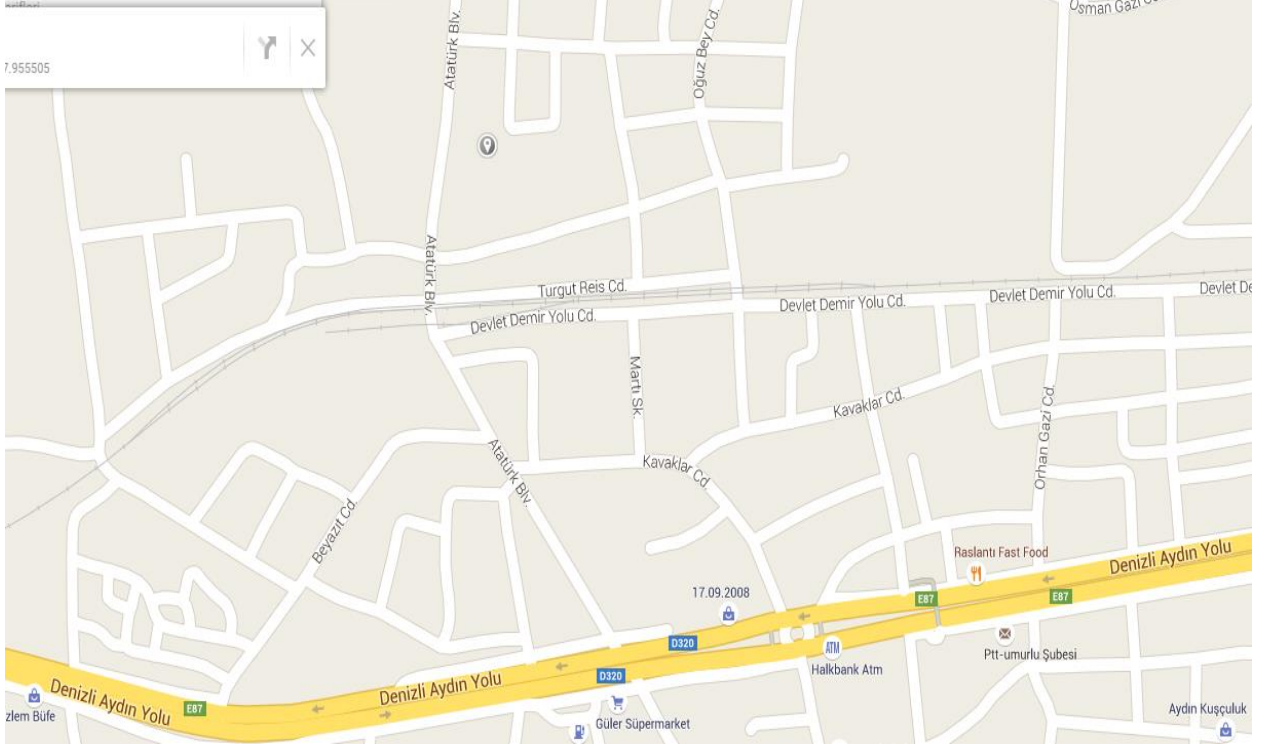 7.955505
Osman Gazi
Atatürk Blv.
Oğuz Bey Cd.
Atatürk Blv.
Turgut Reis Cd.
Devlet Demir Yolu Cd.
Devlet Demir Yolu Cd.
Devlet Demir Yolu Cd.
Devlet De
Martı Sk.
Kavaklar Cd.
Orhan Gazi Cd.
Atatürk Blv.
Kavaklar Cd.
Beyazıt Cd.
Raslantı Fast Food
Denizli Aydın Yolu
17.09.2008
E87
E87
D320
ATM
Halkbank Atm
Ptt-umurlu Şubesi
D320
Denizli Aydın Yolu
Denizli Aydın Yolu
E87
zlem Büfe
Güler Süpermarket
Aydın Kuşçuluk